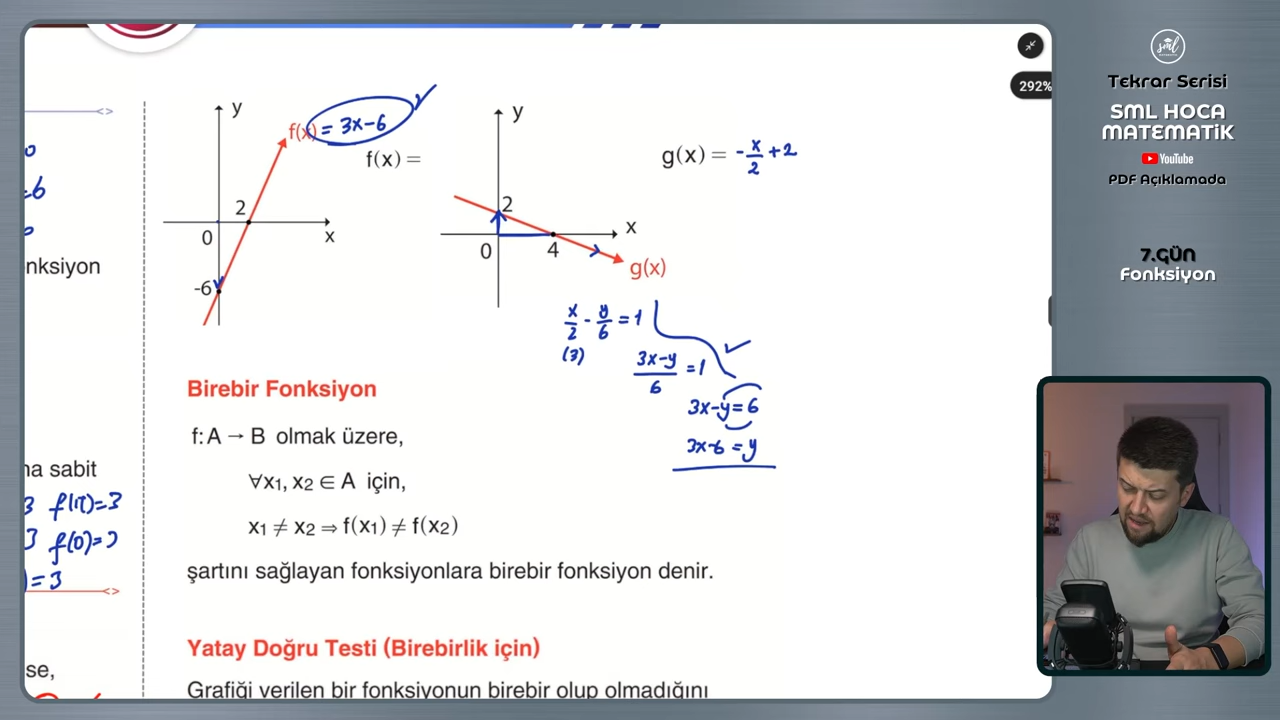 292%
y
f(x) = 3x-6
f(x) =
2
0
x
-6
y
2
x
0
4
g(x)
g(x) = -x/2 + 2
x/2 - y/6 = 1
(3)
3x-y/6 = 1
3x-y=6
3x-6=y
0
=6
nksiyon
na sabit
3 f(17)=3
=3
se,
Birebir Fonksiyon
f: A → B olmak üzere,
∀x₁, x₂ ∈ A için,
x₁ ≠ x₂ ⇒ f(x₁) ≠ f(x₂)
şartını sağlayan fonksiyonlara birebir fonksiyon denir.
Yatay Doğru Testi (Birebirlik için)
Grafiği verilen bir fonksiyonun birebir olup olmadığını
sml
Tekrar Serisi
SML HOCA
MATEMATİK
YouTube
PDF Açıklamada
7.GÜN
Fonksiyon